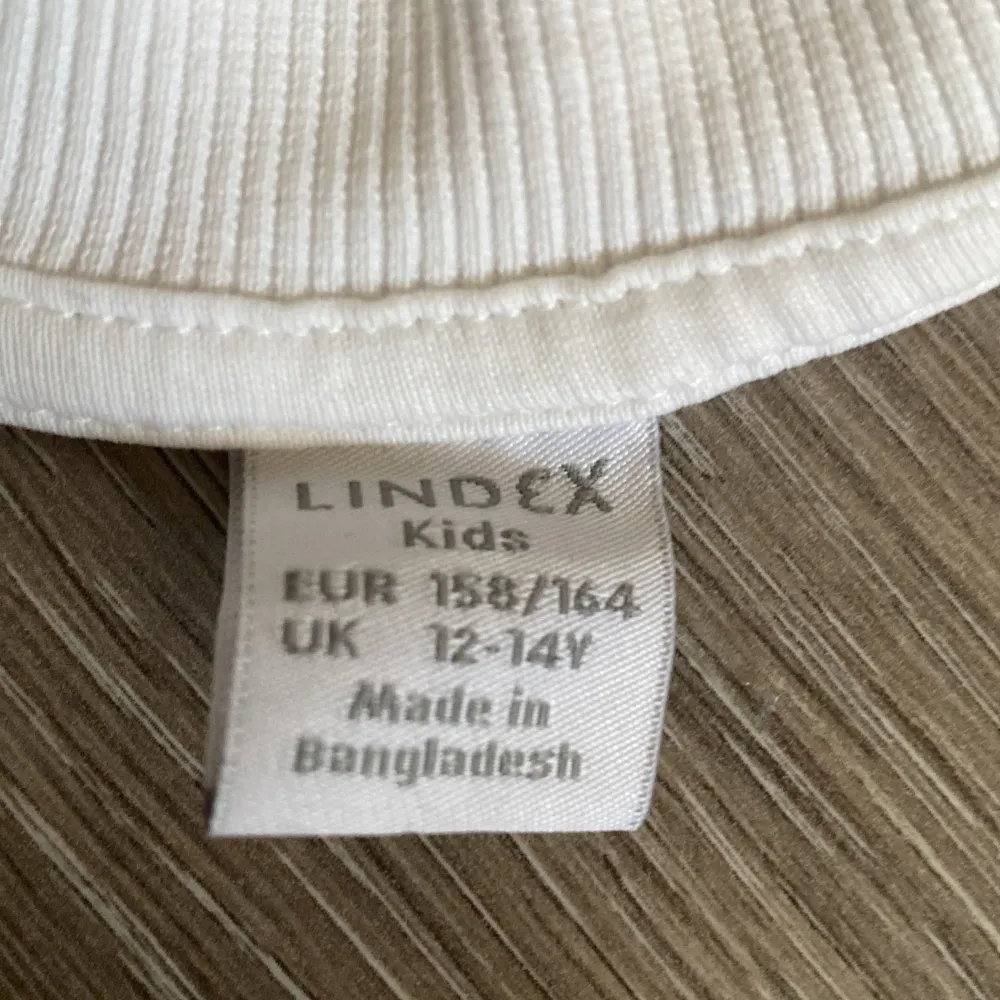 LINDEX
Kids
EUR 158/164
UK 12-14Y
Made in
Bangladesh